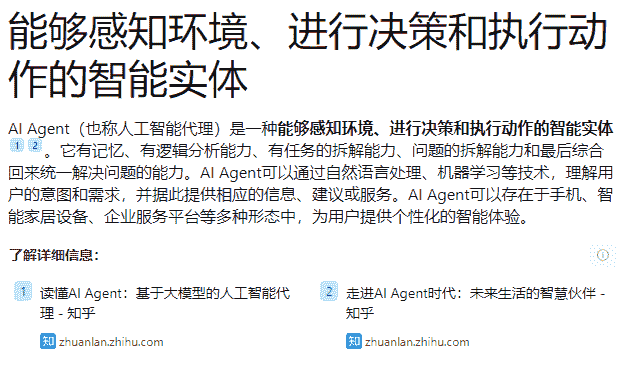 能够感知环境、进行决策和执行动
作的智能实体
AI Agent（也称人工智能代理）是一种能够感知环境、进行决策和执行动作的智能实体
1 2 。它有记忆、有逻辑分析能力、有任务的拆解能力、问题的拆解能力和最后综合
回来统一解决问题的能力。AI Agent可以通过自然语言处理、机器学习等技术，理解用
户的意图和需求，并据此提供相应的信息、建议或服务。AI Agent可以存在于手机、智
能家居设备、企业服务平台等多种形态中，为用户提供个性化的智能体验。
了解详细信息：
1 读懂AI Agent：基于大模型的人工智能代
理 - 知乎
知 zhuanlan.zhihu.com
2 走进AI Agent时代：未来生活的智慧伙伴 -
知乎
知 zhuanlan.zhihu.com